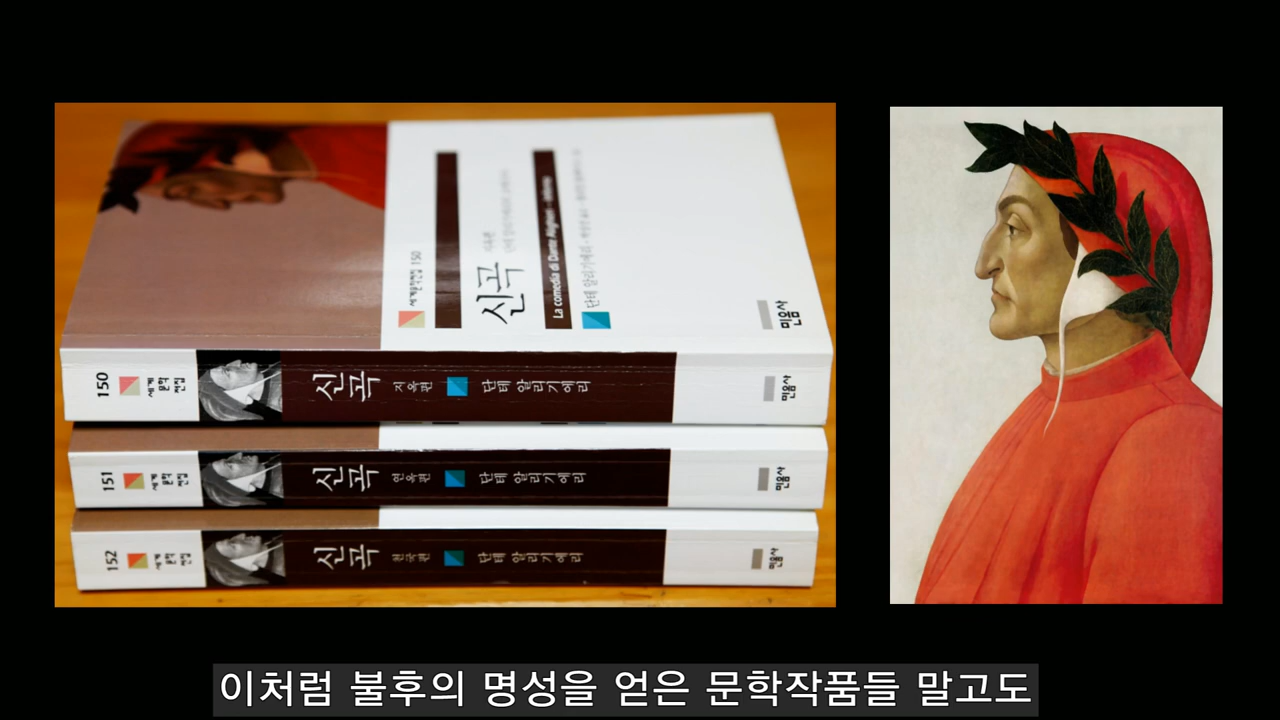 세계문학전집 150
신곡 지옥편
La comedia di Dante Alighieri – Inferno
단테 알리기에리
민음사
150 세계문학전집 신곡 지옥편 단테 알리기에리 민음사
151 세계문학전집 신곡 연옥편 단테 알리기에리 민음사
152 세계문학전집 신곡 천국편 단테 알리기에리 민음사
이처럼 불후의 명성을 얻은 문학작품들 말고도